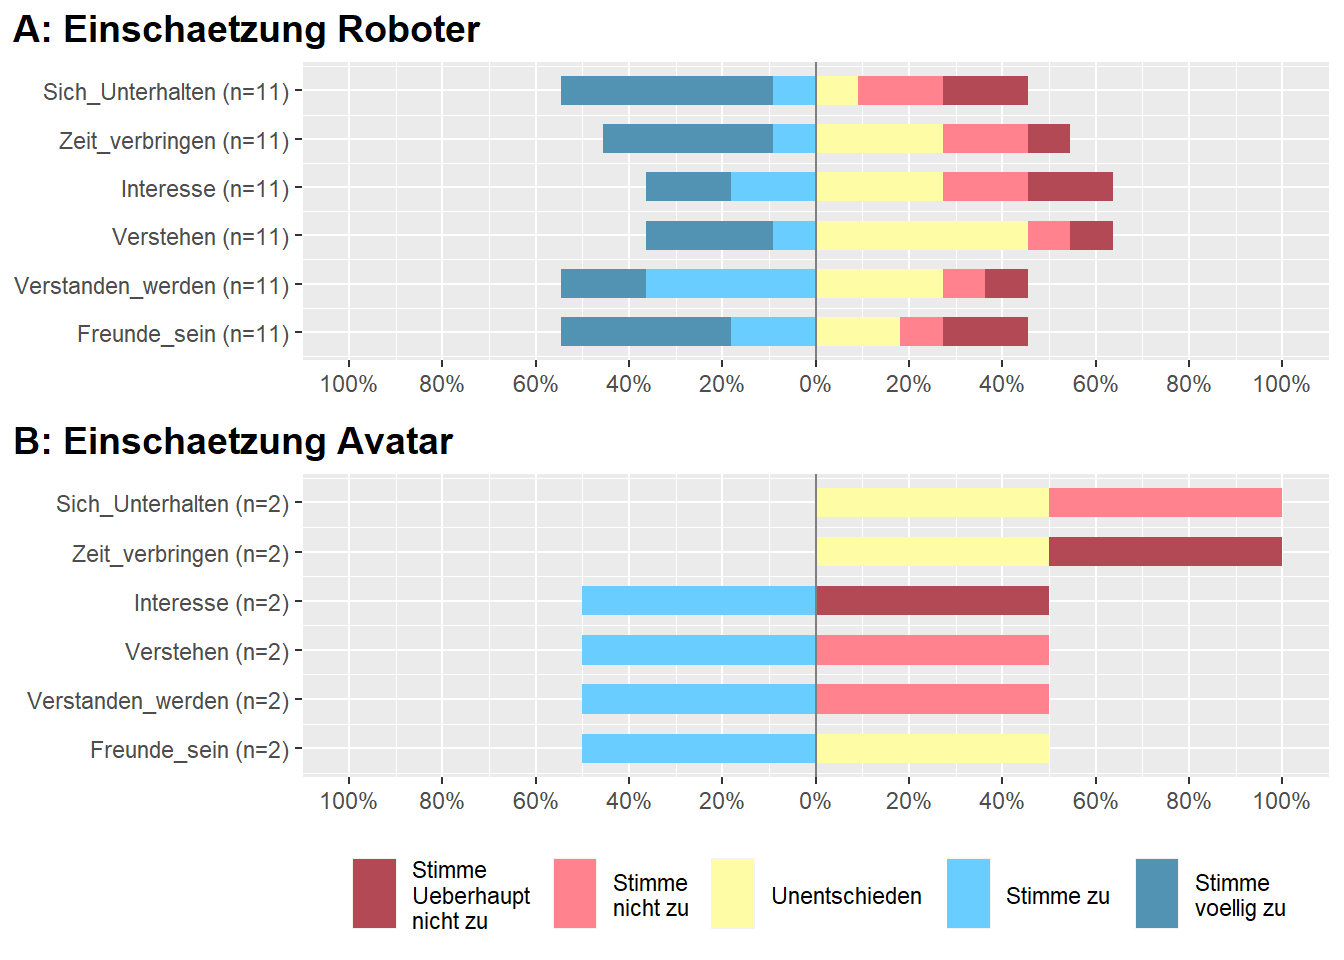 A: Einschaetzung Roboter
Sich_Unterhalten (n=11)
Zeit_verbringen (n=11)
Interesse (n=11)
Verstehen (n=11)
Verstanden_werden (n=11)
Freunde_sein (n=11)
100% 80% 60% 40% 20% 0% 20% 40% 60% 80% 100%
B: Einschaetzung Avatar
Sich_Unterhalten (n=2)
Zeit_verbringen (n=2)
Interesse (n=2)
Verstehen (n=2)
Verstanden_werden (n=2)
Freunde_sein (n=2)
100% 80% 60% 40% 20% 0% 20% 40% 60% 80% 100%
Stimme
Ueberhaupt
nicht zu
Stimme
nicht zu
Unentschieden
Stimme zu
Stimme
voellig zu